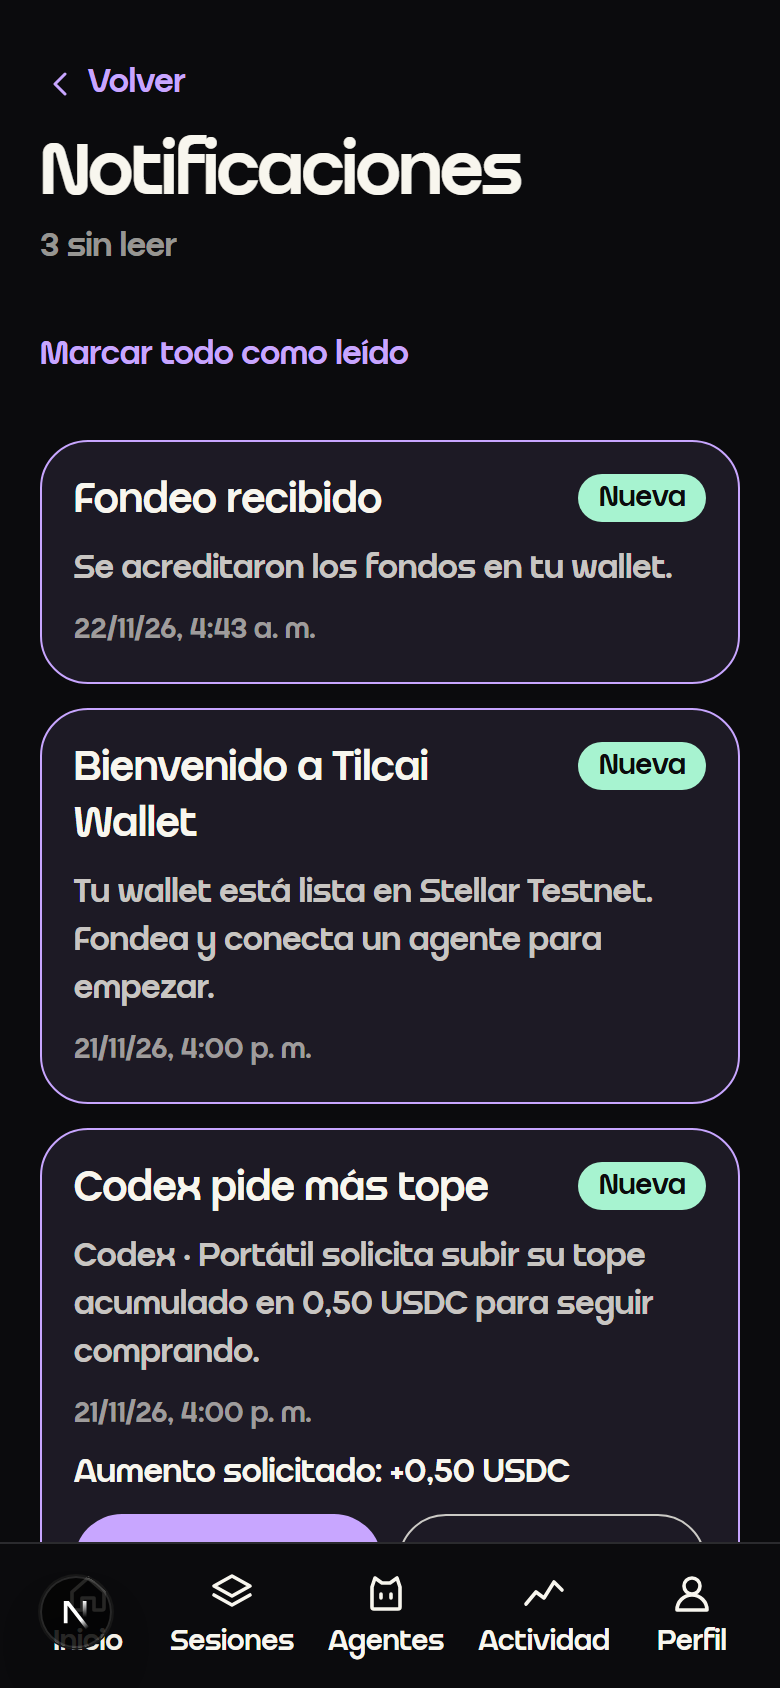 Volver
Notificaciones
3 sin leer
Marcar todo como leído
Fondeo recibido
Nueva
Se acreditaron los fondos en tu wallet.
22/11/26, 4:43 a. m.
Bienvenido a Tilcai
Wallet
Nueva
Tu wallet está lista en Stellar Testnet.
Fondea y conecta un agente para
empezar.
21/11/26, 4:00 p. m.
Codex pide más tope
Nueva
Codex · Portátil solicita subir su tope
acumulado en 0,50 USDC para seguir
comprando.
21/11/26, 4:00 p. m.
Aumento solicitado: +0,50 USDC
N
Inicio
Sesiones
Agentes
Actividad
Perfil